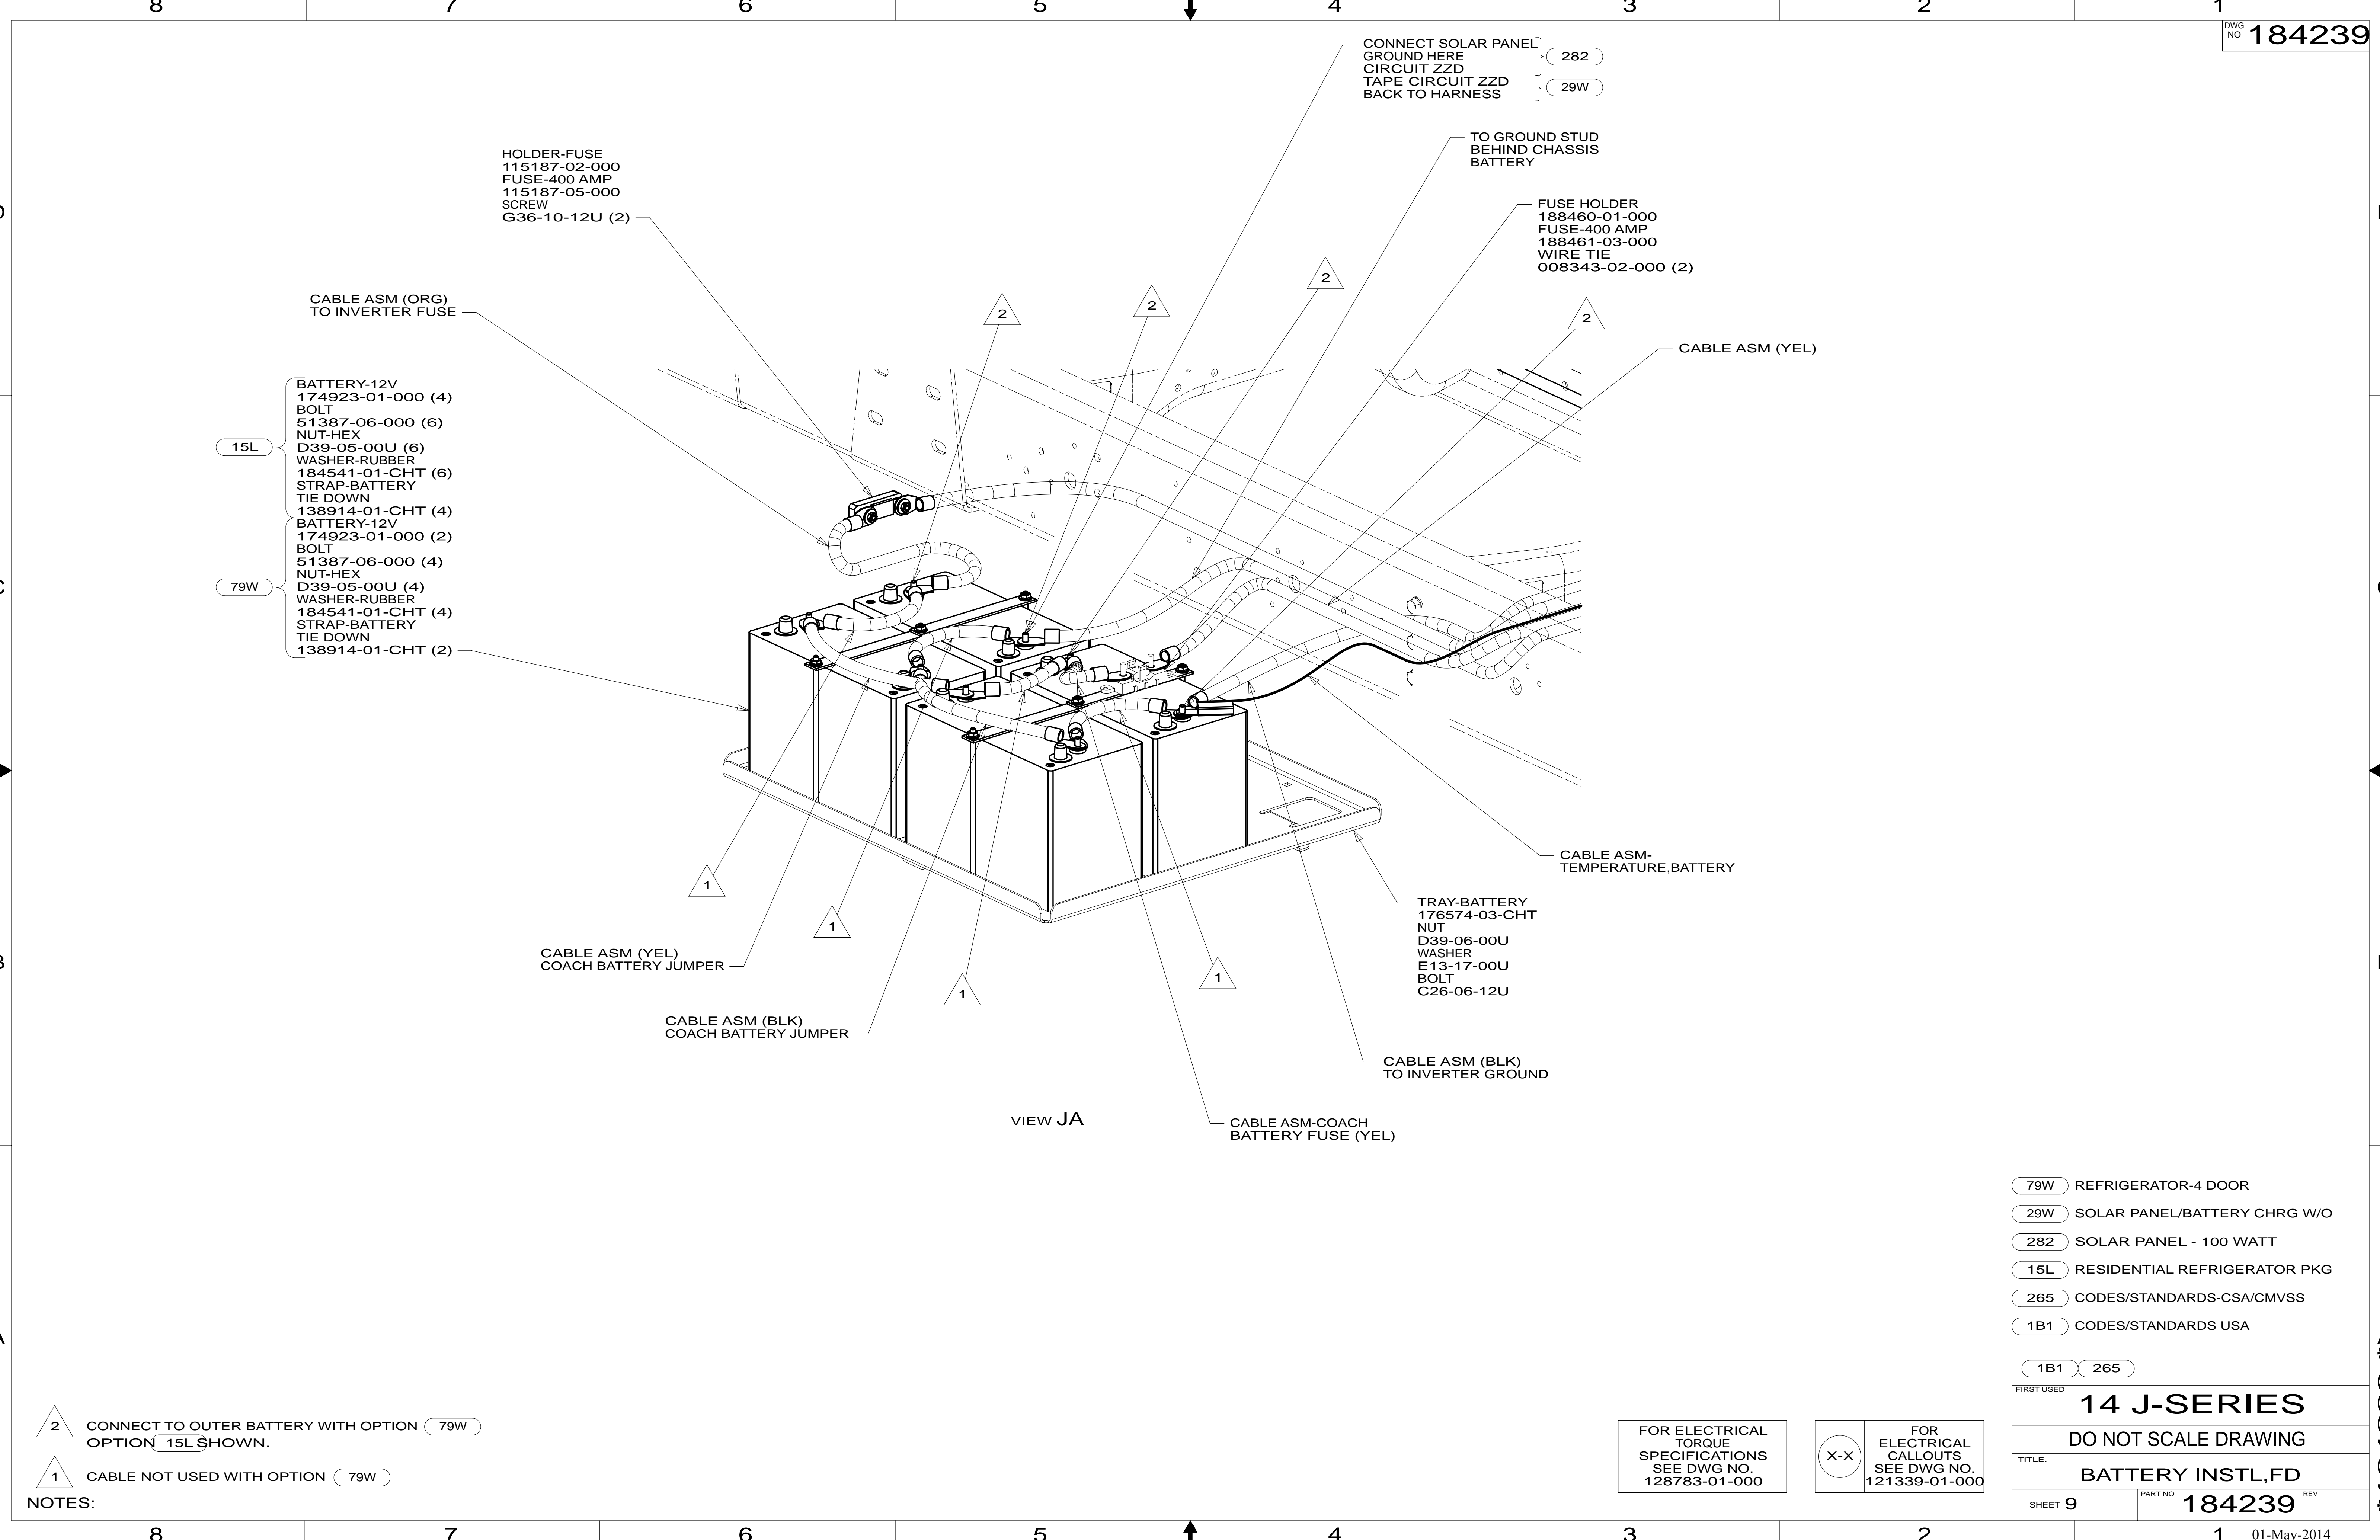 8 7 6 5 4 3 2 1
DWG NO 184239
CONNECT SOLAR PANEL
GROUND HERE
CIRCUIT ZZD
282
TAPE CIRCUIT ZZD
BACK TO HARNESS
29W
TO GROUND STUD
BEHIND CHASSIS
BATTERY
HOLDER-FUSE
115187-02-000
FUSE-400 AMP
115187-05-000
SCREW
G36-10-12U (2)
FUSE HOLDER
188460-01-000
FUSE-400 AMP
188461-03-000
WIRE TIE
008343-02-000 (2)
2
2
2
2
CABLE ASM (ORG)
TO INVERTER FUSE
CABLE ASM (YEL)
15L
BATTERY-12V
174923-01-000 (4)
BOLT
51387-06-000 (6)
NUT-HEX
D39-05-00U (6)
WASHER-RUBBER
184541-01-CHT (6)
STRAP-BATTERY
TIE DOWN
138914-01-CHT (4)
79W
BATTERY-12V
174923-01-000 (2)
BOLT
51387-06-000 (4)
NUT-HEX
D39-05-00U (4)
WASHER-RUBBER
184541-01-CHT (4)
STRAP-BATTERY
TIE DOWN
138914-01-CHT (2)
1
1
1
1
CABLE ASM-
TEMPERATURE,BATTERY
TRAY-BATTERY
176574-03-CHT
NUT
D39-06-00U
WASHER
E13-17-00U
BOLT
C26-06-12U
CABLE ASM (YEL)
COACH BATTERY JUMPER
CABLE ASM (BLK)
COACH BATTERY JUMPER
CABLE ASM (BLK)
TO INVERTER GROUND
CABLE ASM-COACH
BATTERY FUSE (YEL)
VIEW JA
79W REFRIGERATOR-4 DOOR
29W SOLAR PANEL/BATTERY CHRG W/O
282 SOLAR PANEL - 100 WATT
15L RESIDENTIAL REFRIGERATOR PKG
265 CODES/STANDARDS-CSA/CMVSS
1B1 CODES/STANDARDS USA
1B1 265
FIRST USED
14 J-SERIES
DO NOT SCALE DRAWING
TITLE:
BATTERY INSTL,FD
SHEET 9
PART NO 184239
REV
FOR ELECTRICAL
TORQUE
SPECIFICATIONS
SEE DWG NO.
128783-01-000
X-X
FOR
ELECTRICAL
CALLOUTS
SEE DWG NO.
121339-01-000
2 CONNECT TO OUTER BATTERY WITH OPTION 79W
OPTION 15L SHOWN.
1 CABLE NOT USED WITH OPTION 79W
NOTES:
8 7 6 5 4 3 2 1
01-May-2014